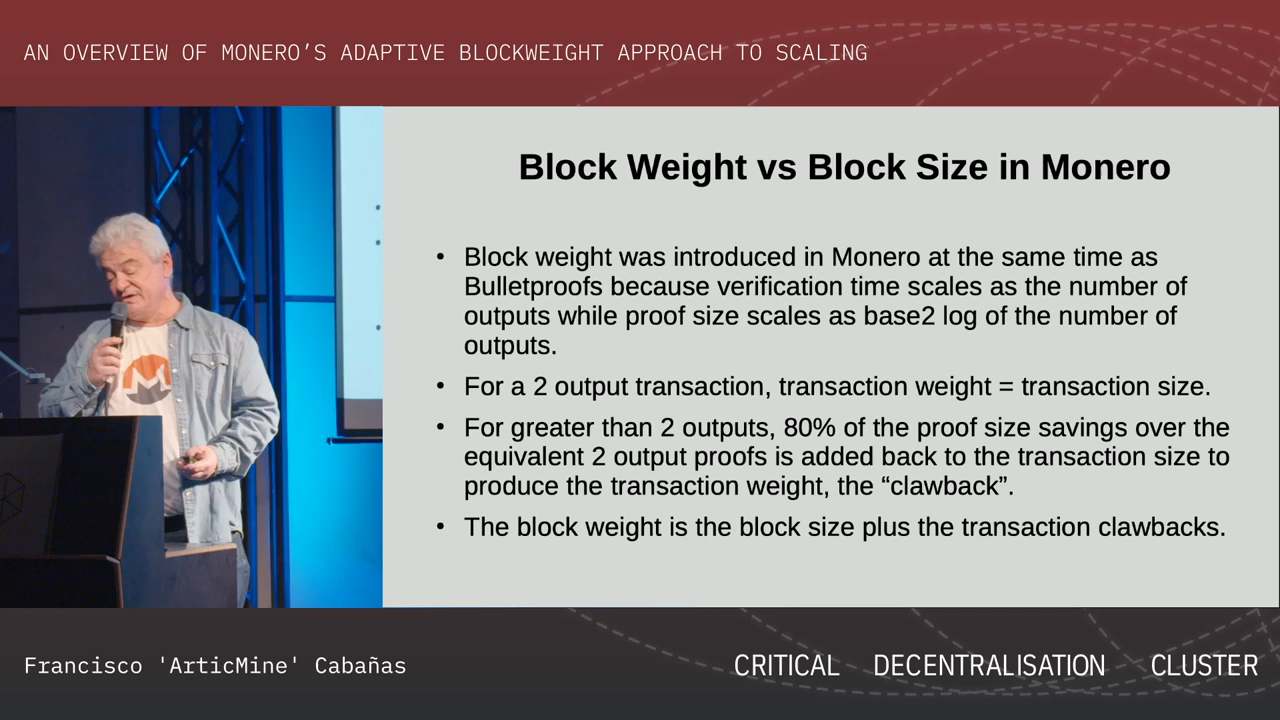 AN OVERVIEW OF MONERO’S ADAPTIVE BLOCKWEIGHT APPROACH TO SCALING
Block Weight vs Block Size in Monero
• Block weight was introduced in Monero at the same time as
Bulletproofs because verification time scales as the number of
outputs while proof size scales as base2 log of the number of
outputs.
• For a 2 output transaction, transaction weight = transaction size.
• For greater than 2 outputs, 80% of the proof size savings over the
equivalent 2 output proofs is added back to the transaction size to
produce the transaction weight, the “clawback”.
• The block weight is the block size plus the transaction clawbacks.
Francisco 'ArticMine' Cabañas
CRITICAL DECENTRALISATION CLUSTER